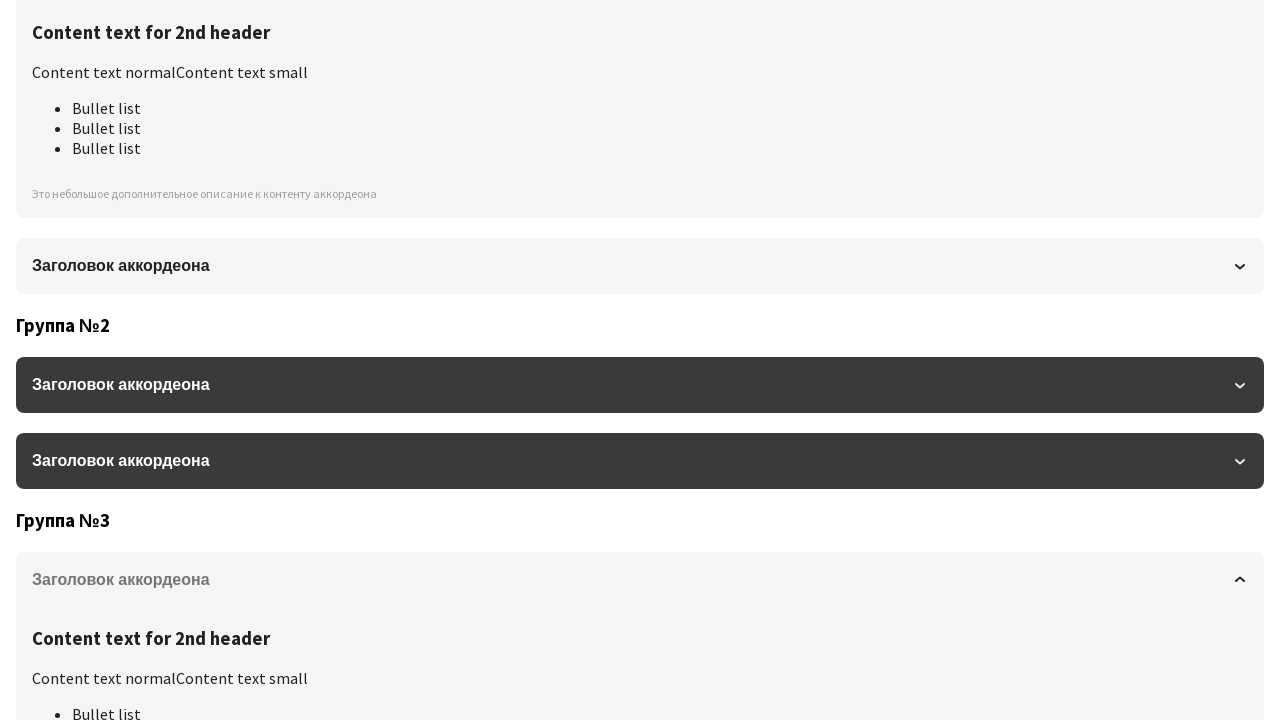 Content text for 2nd header
Content text normalContent text small
Bullet list
Bullet list
Bullet list
Это небольшое дополнительное описание к контенту аккордеона
Заголовок аккордеона
Группа №2
Заголовок аккордеона
Заголовок аккордеона
Группа №3
Заголовок аккордеона
Content text for 2nd header
Content text normalContent text small
Bullet list